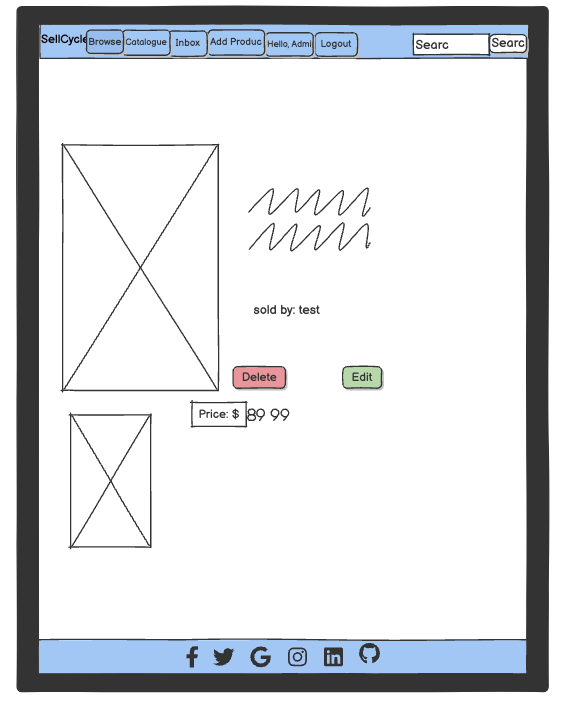 SellCycle Browse Catalogue Inbox Add Produc Hello, Admi Logout Searc Searc
sold by: test
Delete Edit
Price: $ 89 99